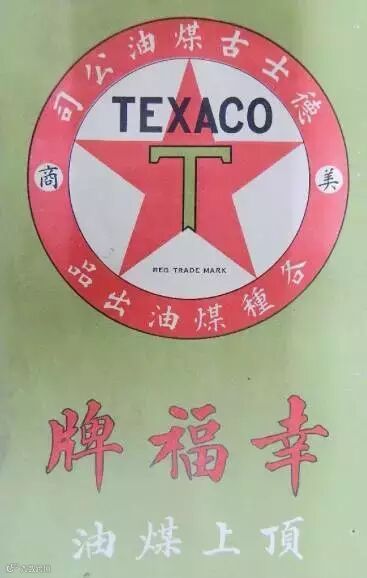 德士古煤油公司
TEXACO
T
美
商
REG. TRADE MARK
各種煤油出品
幸福牌
頂上煤油